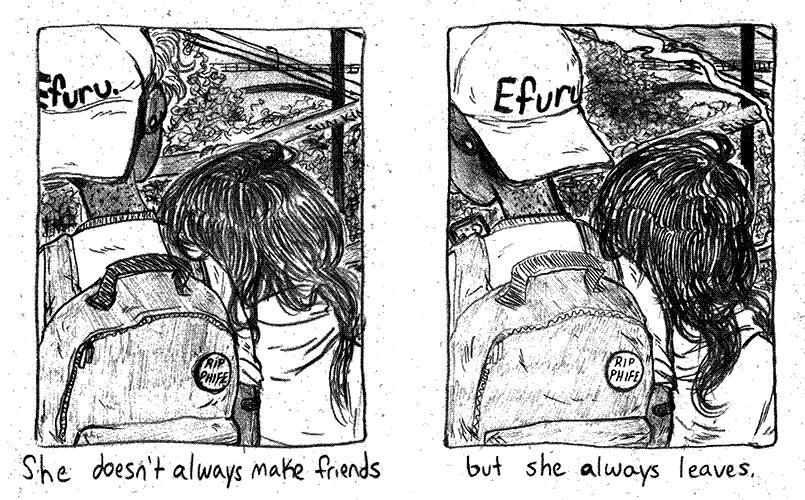 Efuru.
RIP
PHIFE
She doesn't always make friends
Efuru
RIP
PHIFE
but she always leaves.